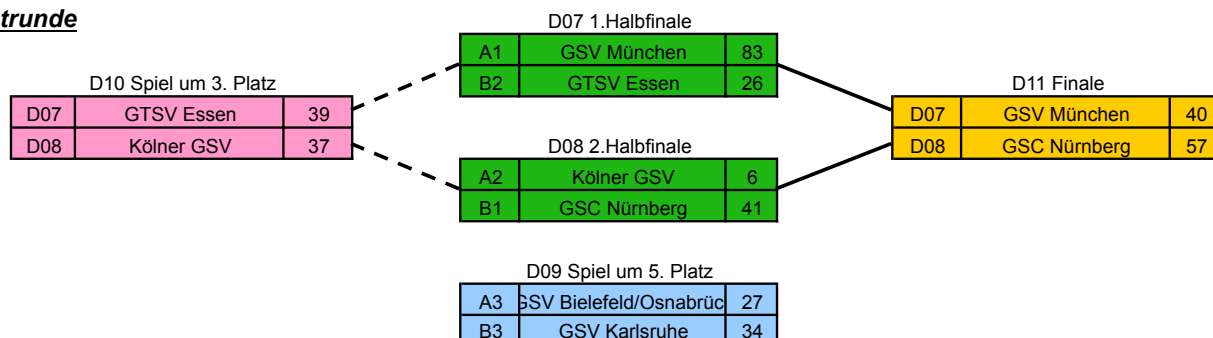 trunde
D07 1.Halbfinale
A1 GSV München 83
B2 GTSV Essen 26
D10 Spiel um 3. Platz
D07 GTSV Essen 39
D08 Kölner GSV 37
D11 Finale
D07 GSV München 40
D08 GSC Nürnberg 57
D08 2.Halbfinale
A2 Kölner GSV 6
B1 GSC Nürnberg 41
D09 Spiel um 5. Platz
A3 GSV Bielefeld/Osnabrüc 27
B3 GSV Karlsruhe 34